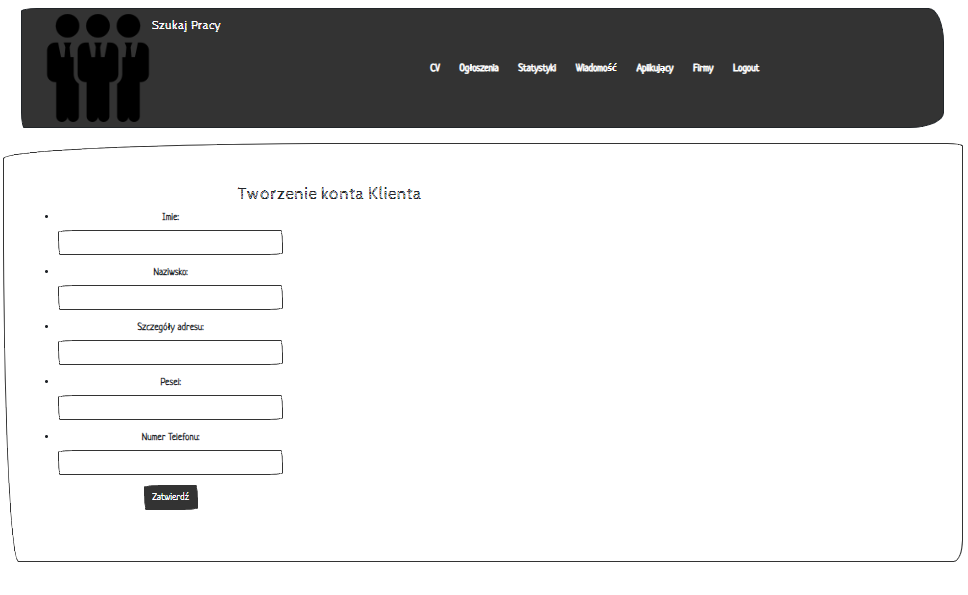 Szukaj Pracy
CV Ogłoszenia Statystyki Wiadomość Aplikujący Firmy Logout
Tworzenie konta Klienta
Imie:
Naziwsko:
Szczegóły adresu:
Pesel:
Numer Telefonu:
Zatwierdź